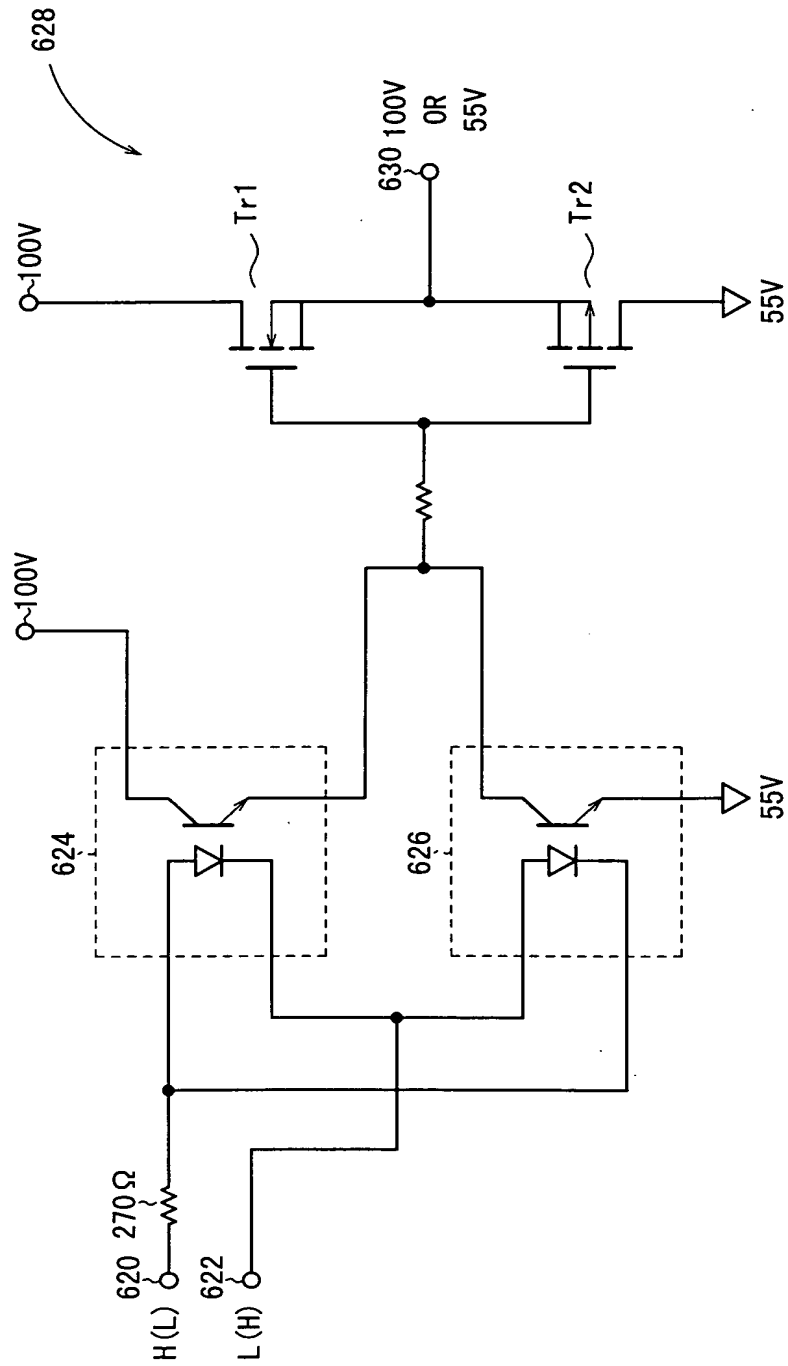 628
100V
100V
Tr1
630
100V
OR
55V
Tr2
55V
624
626
55V
270Ω
620
H(L)
622
L(H)